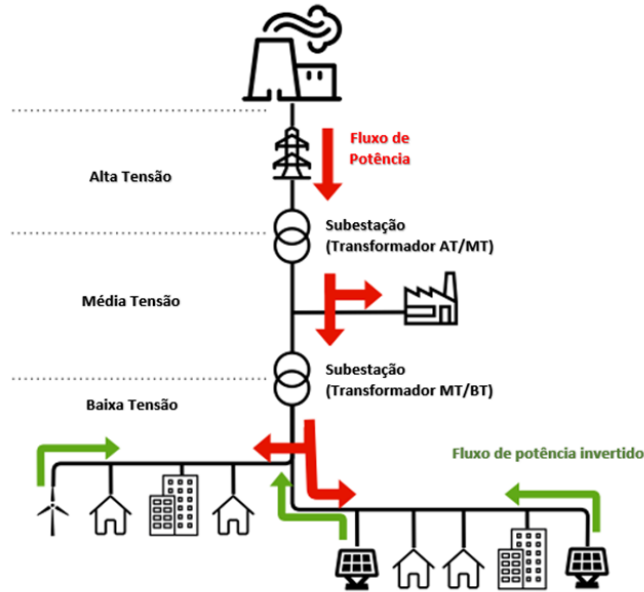 Fluxo de
Potência
Alta Tensão
Subestação
(Transformador AT/MT)
Média Tensão
Subestação
(Transformador MT/BT)
Baixa Tensão
Fluxo de potência invertido